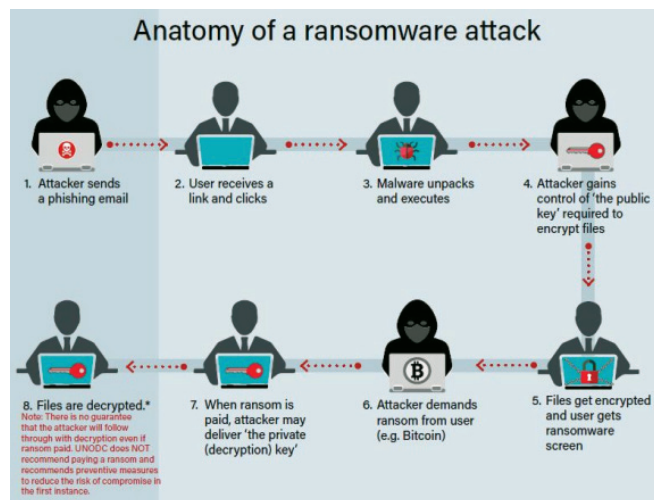 Anatomy of a ransomware attack
1. Attacker sends
a phishing email
2. User receives a
link and clicks
3. Malware unpacks
and executes
4. Attacker gains
control of ‘the public
key’ required to
encrypt files
5. Files get encrypted
and user gets
ransomware
screen
6. Attacker demands
ransom from user
(e.g. Bitcoin)
7. When ransom is
paid, attacker may
deliver ‘the private
(decryption) key’
8. Files are decrypted.*
Note: There is no guarantee
that the attacker will follow
through with decryption even if
ransom paid. UNODC does NOT
recommend paying a ransom and
recommends preventive measures
to reduce the risk of compromise in
the first instance.